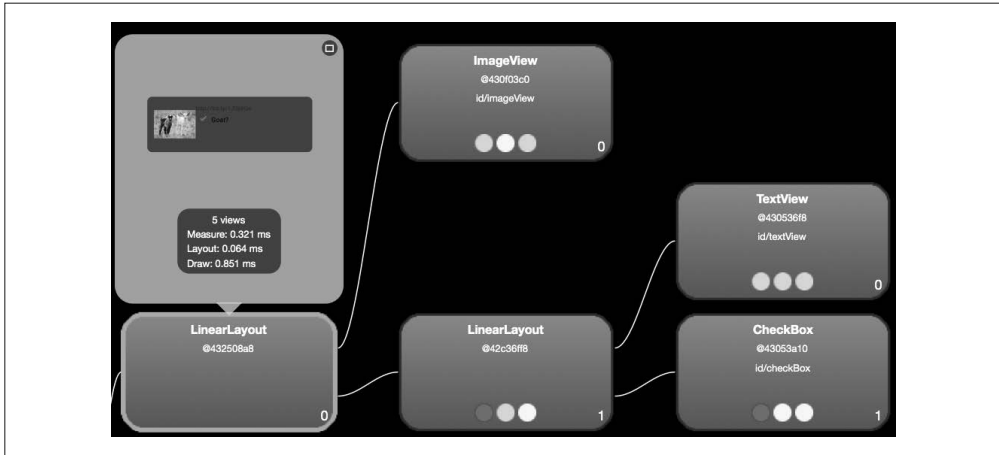 Goat?
5 views
Measure: 0.321 ms
Layout: 0.064 ms
Draw: 0.851 ms
LinearLayout
@432508a8
0
ImageView
@430f03c0
id/imageView
0
LinearLayout
@42c36ff8
1
TextView
@430536f8
id/textView
0
CheckBox
@43053a10
id/checkBox
1